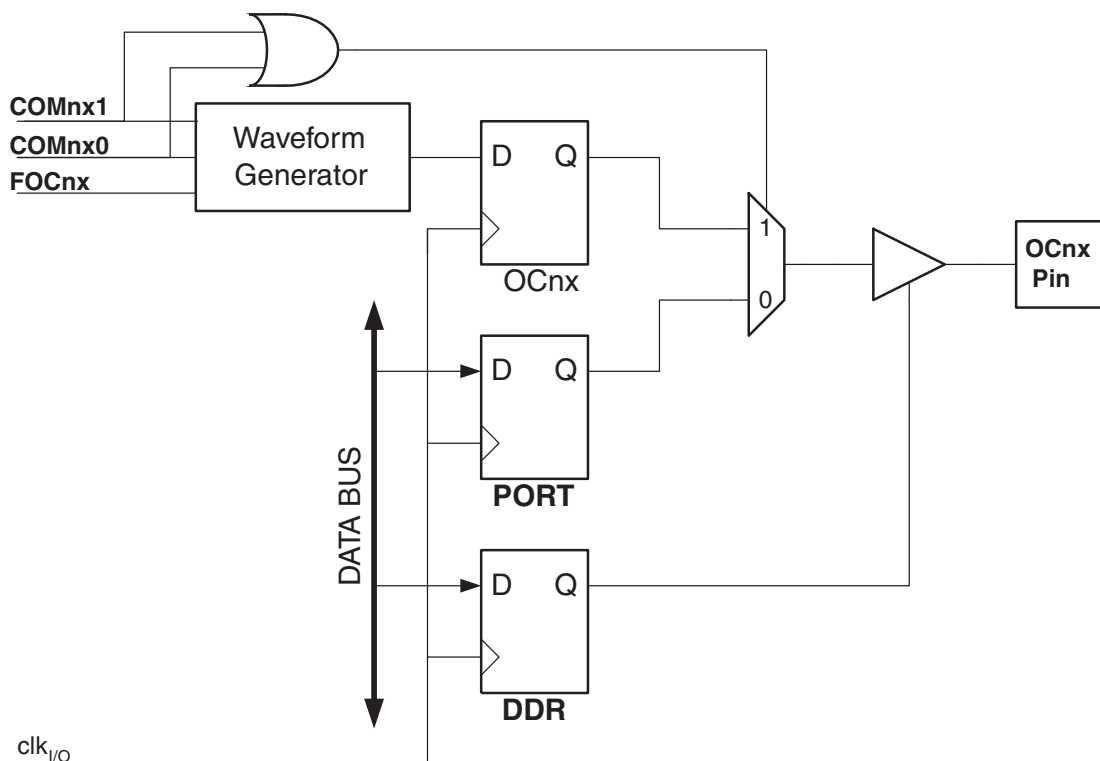 COMnx1
COMnx0
FOCnx
Waveform
Generator
D Q
OCnx
1
0
OCnx
Pin
D Q
PORT
DATA BUS
D Q
DDR
clkI/O